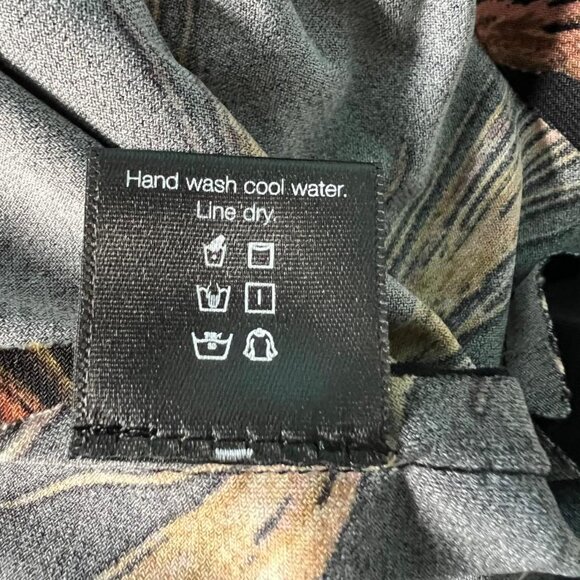 Hand wash cool water.
Line dry.